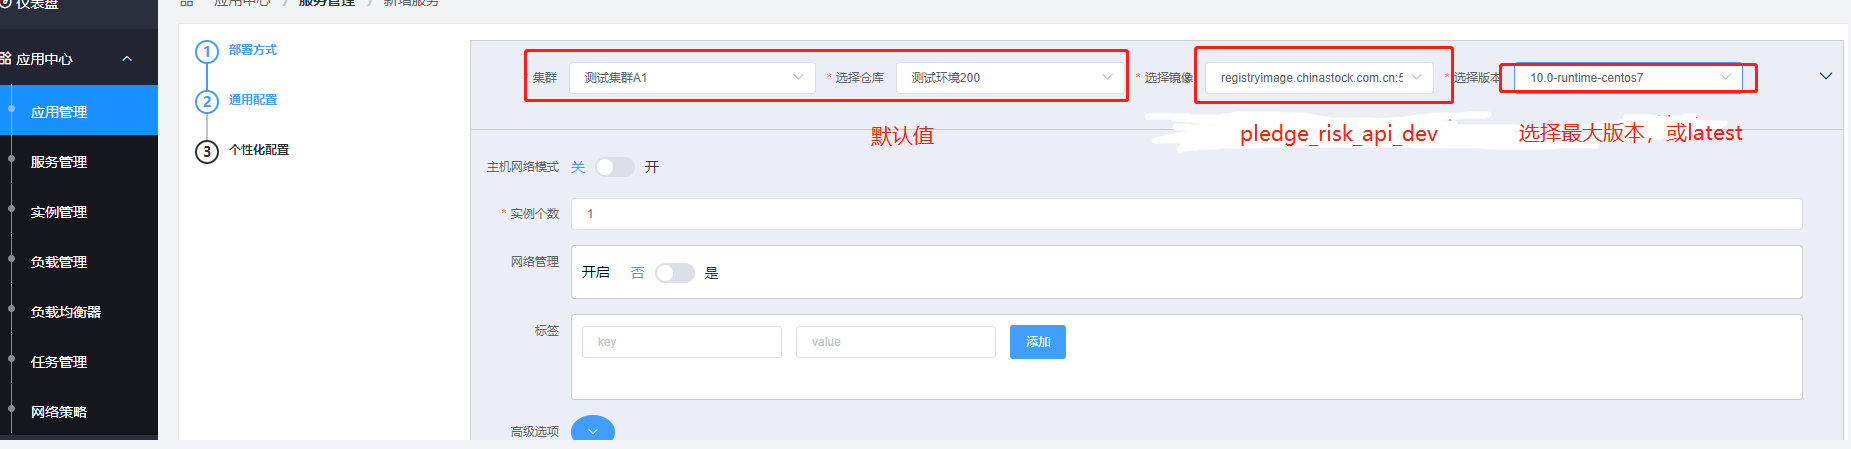 仪表盘
应用中心
应用管理
服务管理
实例管理
负载管理
负载均衡器
任务管理
网络策略
应用中心 / 服务管理 / 新增服务
1 部署方式
2 通用配置
3 个性化配置
* 集群 测试集群A1 * 选择仓库 测试环境200 * 选择镜像 registryimage.chinastock.com.cn:5 * 选择版本 10.0-runtime-centos7
默认值 pledge_risk_api_dev 选择最大版本，或latest
主机网络模式 关 开
* 实例个数 1
网络管理 开启 否 是
标签 key value 添加
高级选项